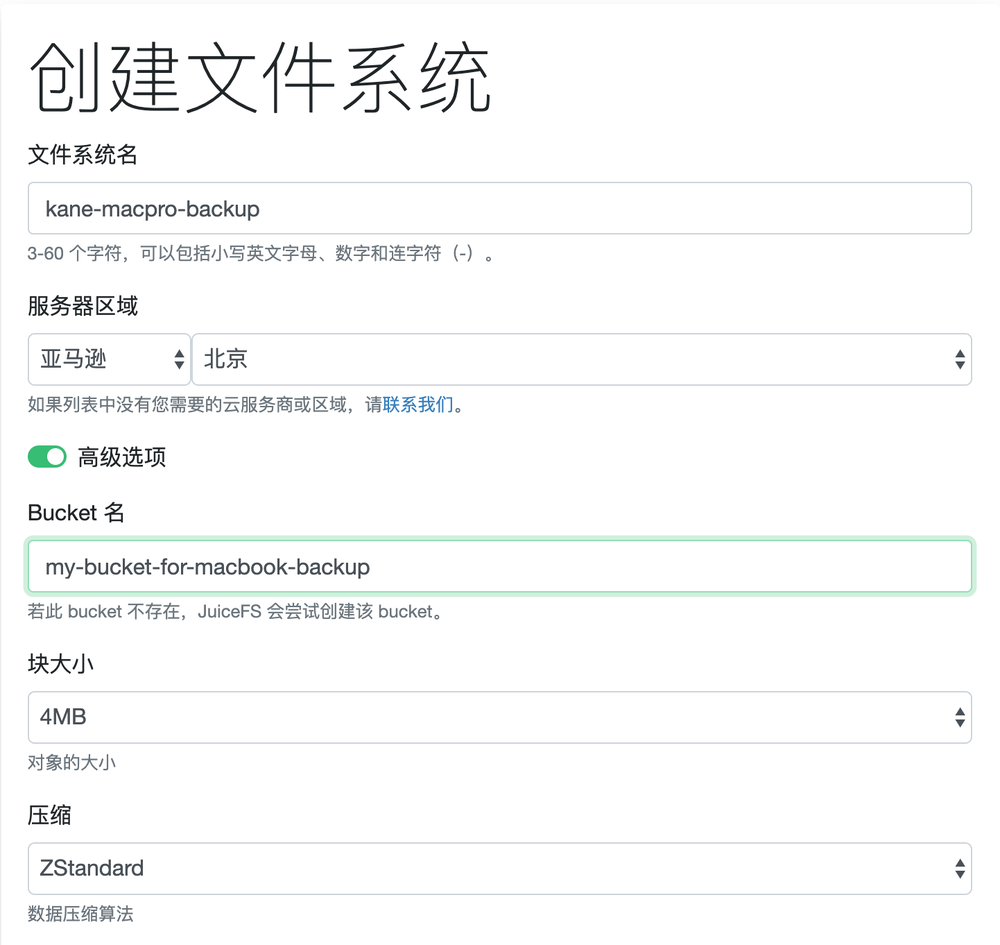 创建文件系统
文件系统名
kane-macpro-backup
3-60 个字符，可以包括小写英文字母、数字和连字符（-）。
服务器区域
亚马逊 北京
如果列表中没有您需要的云服务商或区域，请联系我们。
高级选项
Bucket 名
my-bucket-for-macbook-backup
若此 bucket 不存在，JuiceFS 会尝试创建该 bucket。
块大小
4MB
对象的大小
压缩
ZStandard
数据压缩算法